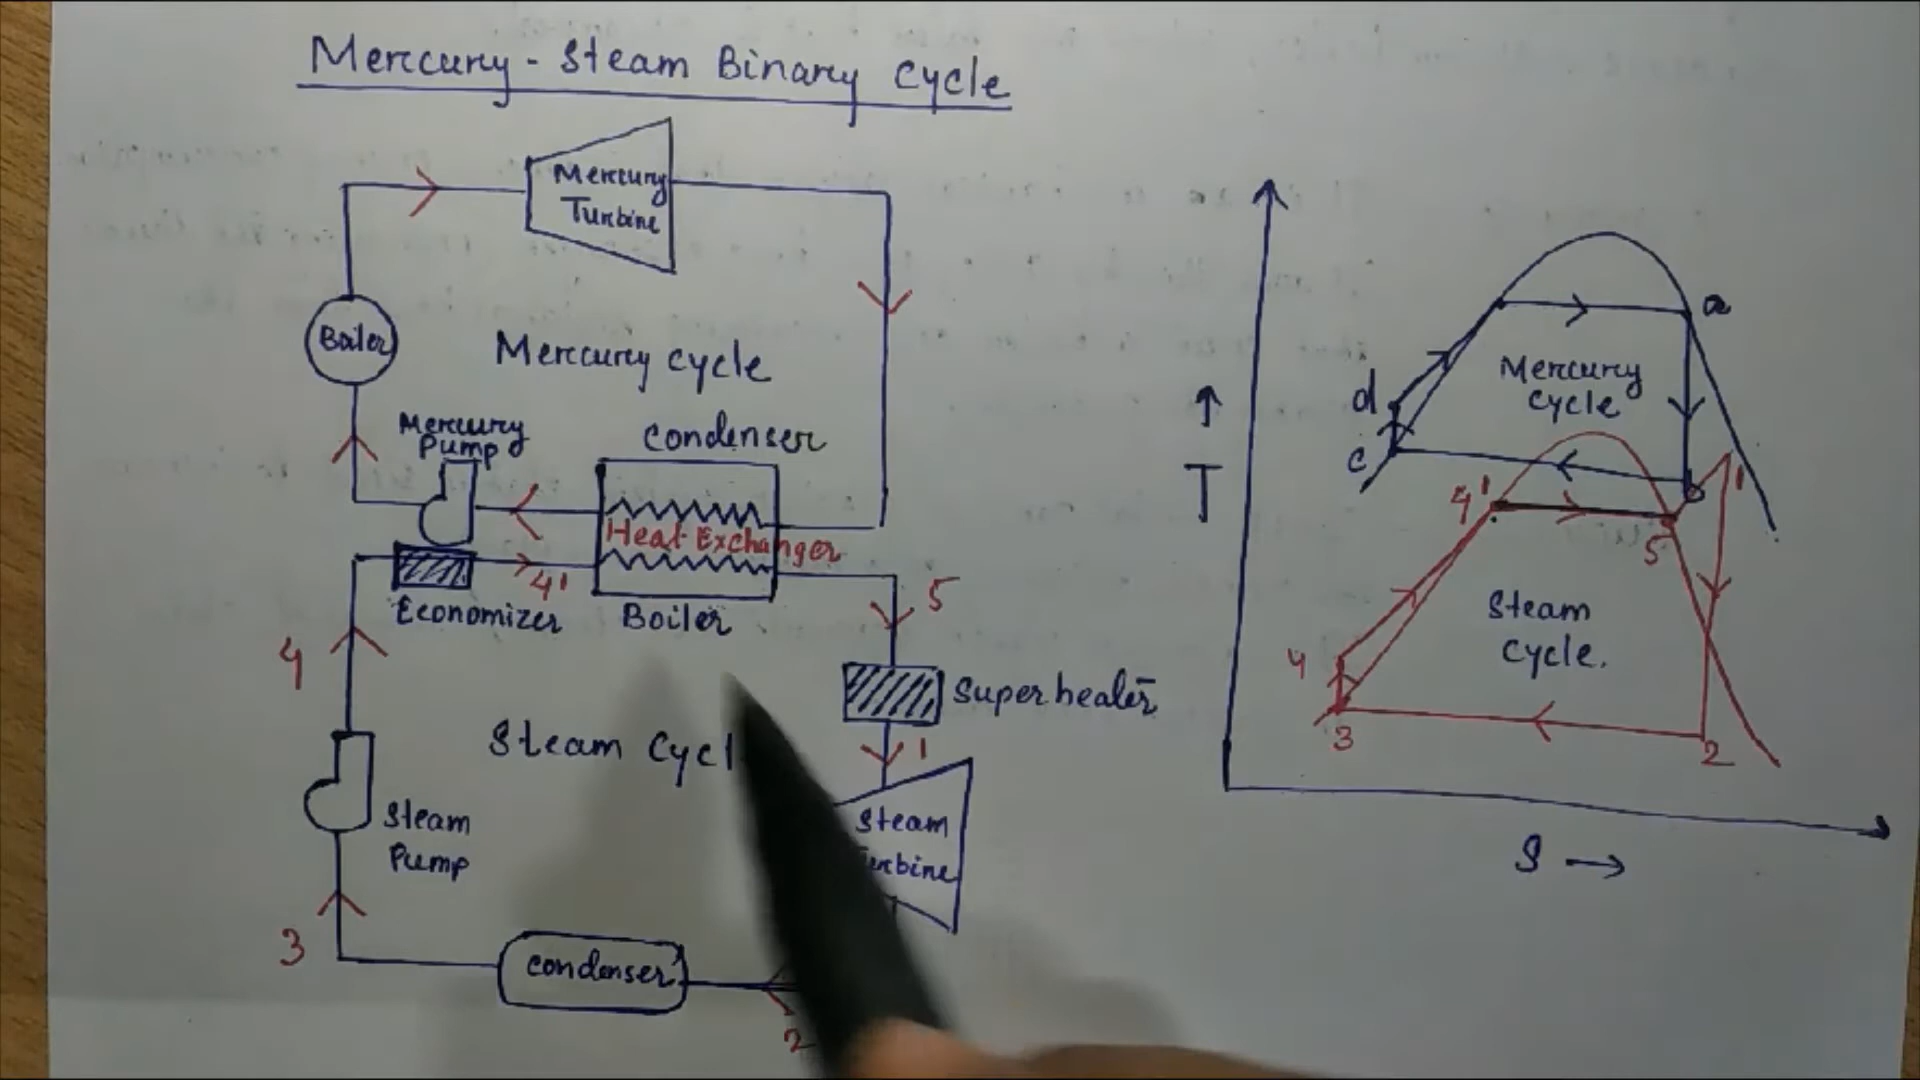 Mercury - Steam Binary Cycle
Mercury
Turbine
Boiler
Mercury cycle
Mercury
Pump
Condenser
Heat Exchanger
4'
Economizer
Boiler
5
4
Superheater
1
Steam Cycl
Steam
Pump
Steam
urbine
3
Condenser
2
a
Mercury
Cycle
d
c
b
1
4'
5
T
Steam
Cycle.
4
3
2
S